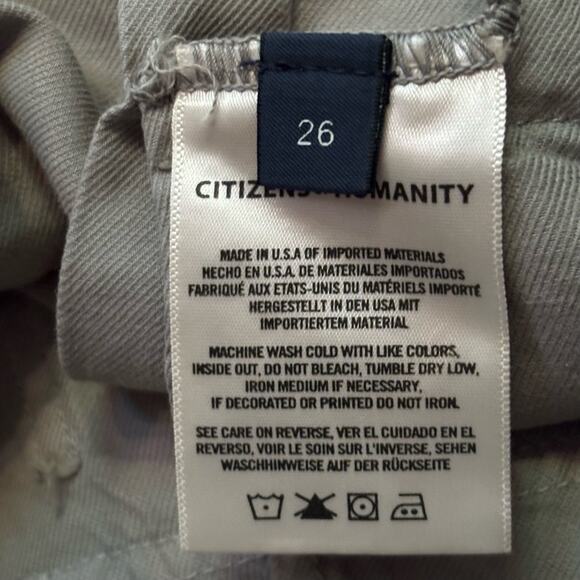 26
CITIZENS HUMANITY
MADE IN U.S.A OF IMPORTED MATERIALS
HECHO EN U.S.A. DE MATERIALES IMPORTADOS
FABRIQUÉ AUX ETATS-UNIS DU MATÉRIELS IMPORTÉ
HERGESTELLT IN DEN USA MIT
IMPORTIERTEM MATERIAL
MACHINE WASH COLD WITH LIKE COLORS,
INSIDE OUT, DO NOT BLEACH, TUMBLE DRY LOW,
IRON MEDIUM IF NECESSARY,
IF DECORATED OR PRINTED DO NOT IRON.
SEE CARE ON REVERSE, VER EL CUIDADO EN EL
REVERSO, VOIR LE SOIN SUR L'INVERSE, SEHEN
WASCHHINWEISE AUF DER RÜCKSEITE